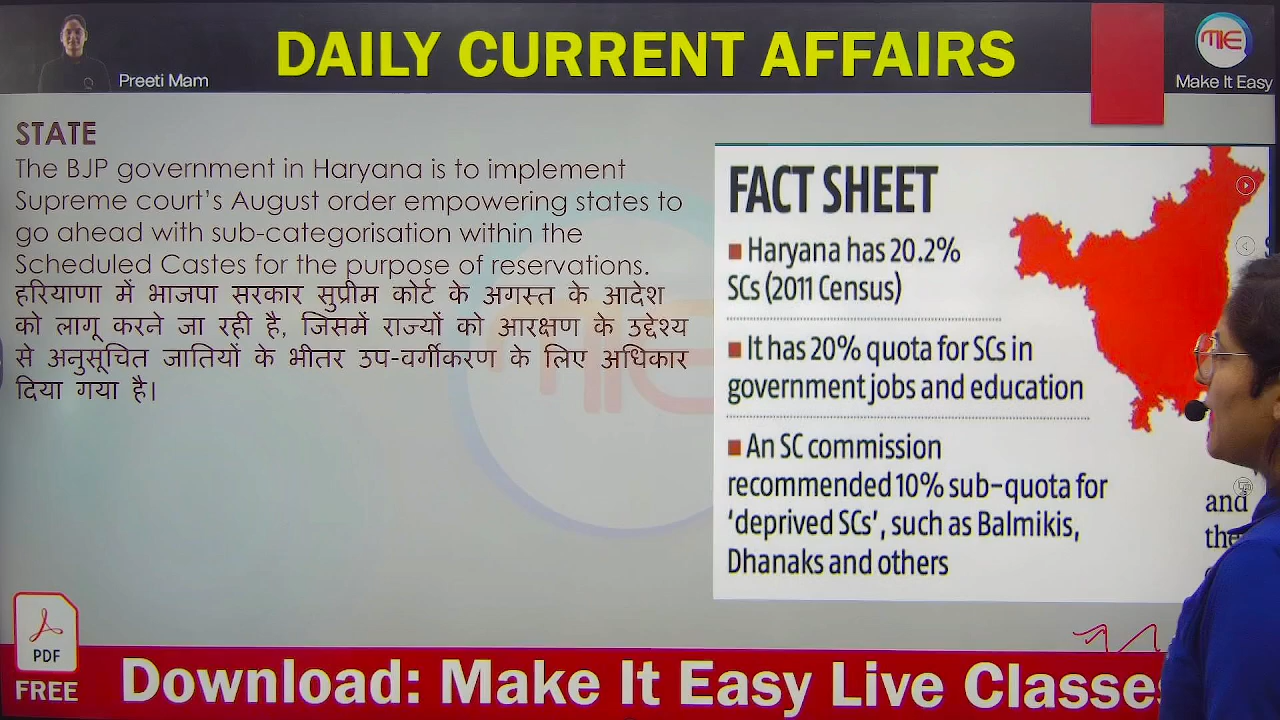 DAILY CURRENT AFFAIRS
Preeti Mam
MIE
Make It Easy
STATE
The BJP government in Haryana is to implement
Supreme court's August order empowering states to
go ahead with sub-categorisation within the
Scheduled Castes for the purpose of reservations.
हरियाणा में भाजपा सरकार सुप्रीम कोर्ट के अगस्त के आदेश
को लागू करने जा रही है, जिसमें राज्यों को आरक्षण के उद्देश्य
से अनुसूचित जातियों के भीतर उप-वर्गीकरण के लिए अधिकार
दिया गया है।
FACT SHEET
■ Haryana has 20.2%
SCs (2011 Census)
■ It has 20% quota for SCs in
government jobs and education
■ An SC commission
recommended 10% sub-quota for
'deprived SCs', such as Balmikis,
Dhanaks and others
and
the
PDF
FREE
Download: Make It Easy Live Classes